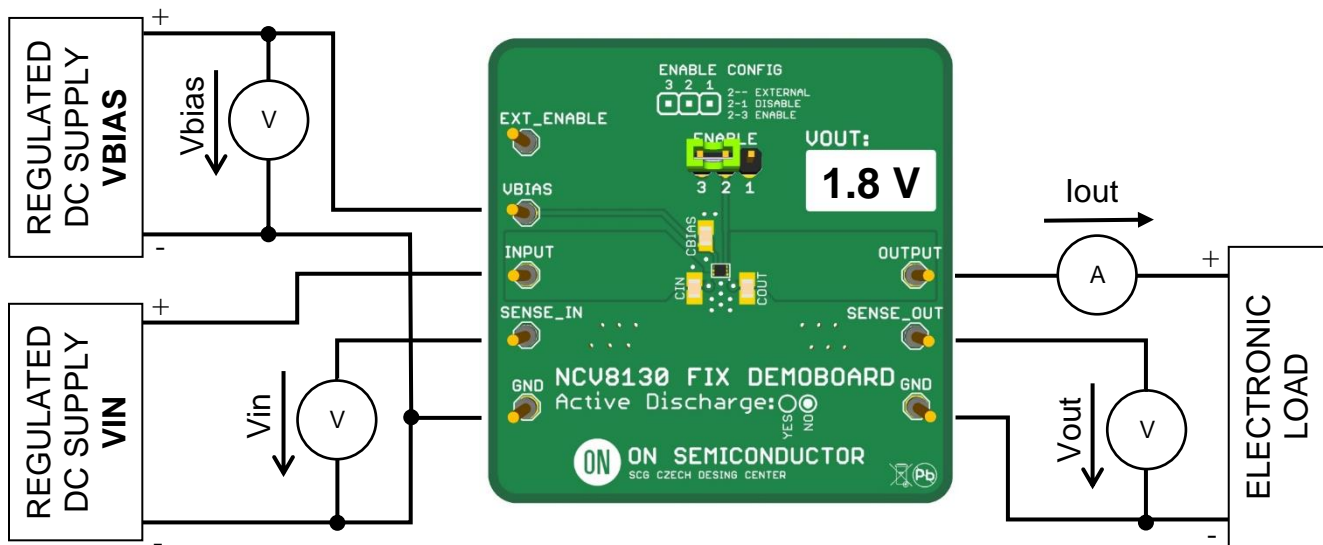 +
REGULATED
DC SUPPLY
VBIAS
-
Vbias
V
+
REGULATED
DC SUPPLY
VIN
-
Vin
V
ENABLE CONFIG
3 2 1
2-- EXTERNAL
2-1 DISABLE
2-3 ENABLE
EXT_ENABLE
ENABLE
3 2 1
VOUT:
1.8 V
VBIAS
CBIAS
INPUT
OUTPUT
CIN
COUT
SENSE_IN
SENSE_OUT
NCV8130 FIX DEMOBOARD
GND
GND
Active Discharge:
YES
NO
ON
ON SEMICONDUCTOR
SCG CZECH DESING CENTER
Pb
Iout
A
+
ELECTRONIC
LOAD
-
Vout
V